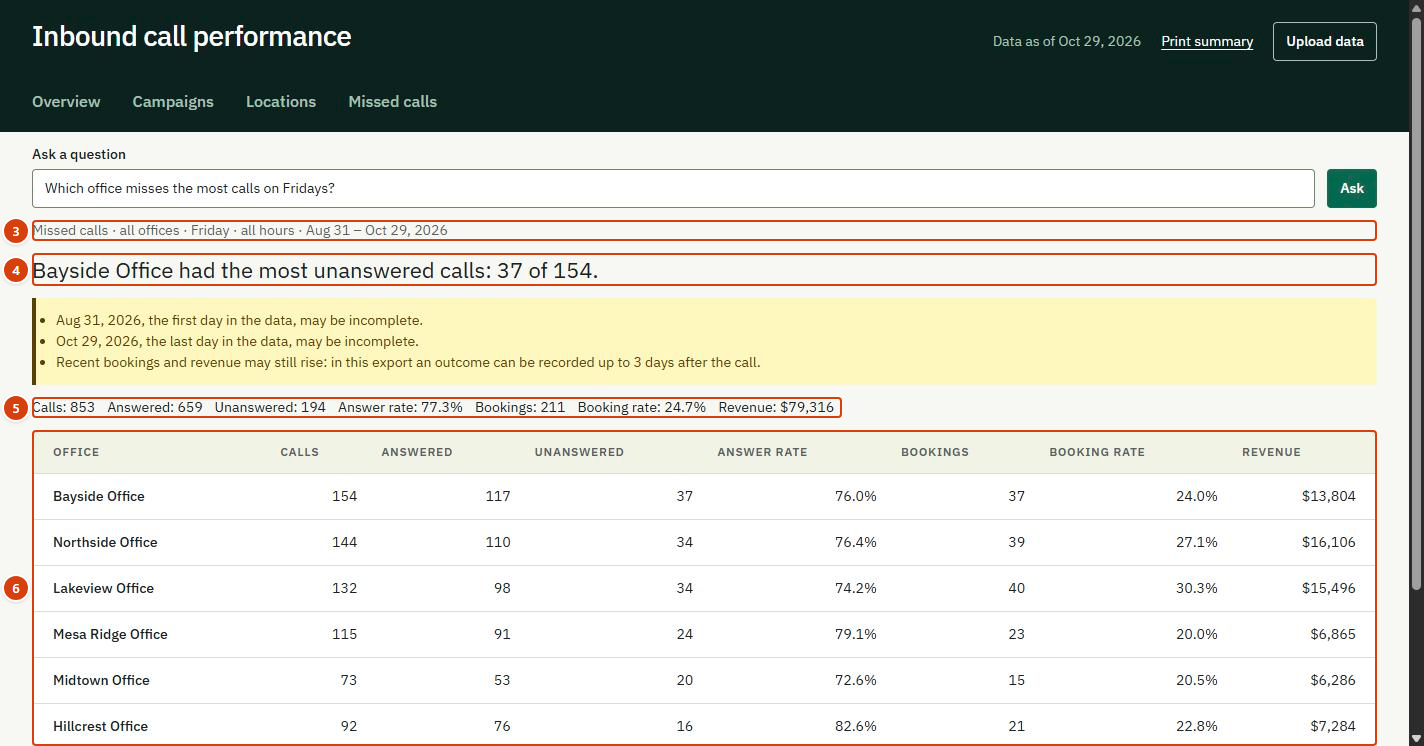 Inbound call performance
Data as of Oct 29, 2026 Print summary Upload data
Overview Campaigns Locations Missed calls
Ask a question
Which office misses the most calls on Fridays? Ask
3 Missed calls · all offices · Friday · all hours · Aug 31 – Oct 29, 2026
4 Bayside Office had the most unanswered calls: 37 of 154.
• Aug 31, 2026, the first day in the data, may be incomplete.
• Oct 29, 2026, the last day in the data, may be incomplete.
• Recent bookings and revenue may still rise: in this export an outcome can be recorded up to 3 days after the call.
5 Calls: 853 Answered: 659 Unanswered: 194 Answer rate: 77.3% Bookings: 211 Booking rate: 24.7% Revenue: $79,316
OFFICE CALLS ANSWERED UNANSWERED ANSWER RATE BOOKINGS BOOKING RATE REVENUE
Bayside Office 154 117 37 76.0% 37 24.0% $13,804
Northside Office 144 110 34 76.4% 39 27.1% $16,106
6 Lakeview Office 132 98 34 74.2% 40 30.3% $15,496
Mesa Ridge Office 115 91 24 79.1% 23 20.0% $6,865
Midtown Office 73 53 20 72.6% 15 20.5% $6,286
Hillcrest Office 92 76 16 82.6% 21 22.8% $7,284